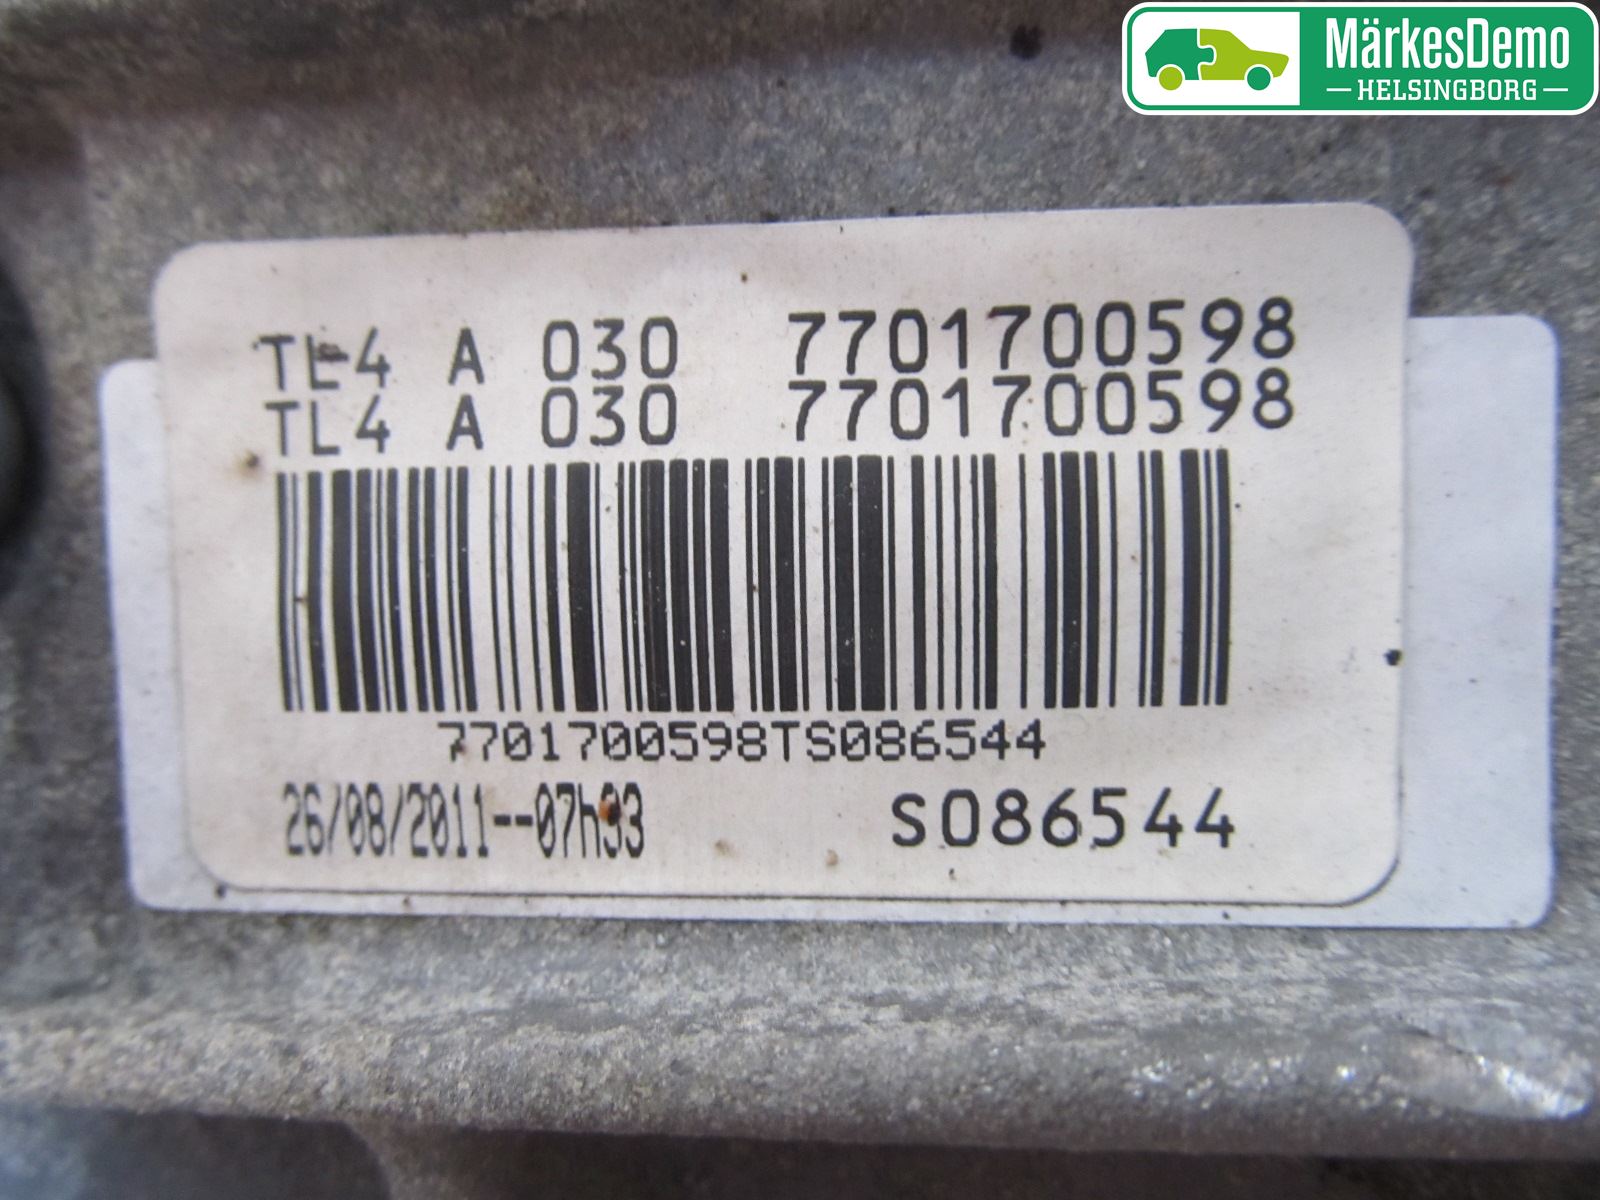 MärkesDemo
HELSINGBORG
TL4 A 030 7701700598
TL4 A 030 7701700598
7701700598TS086544
26/08/2011--07h33 S086544